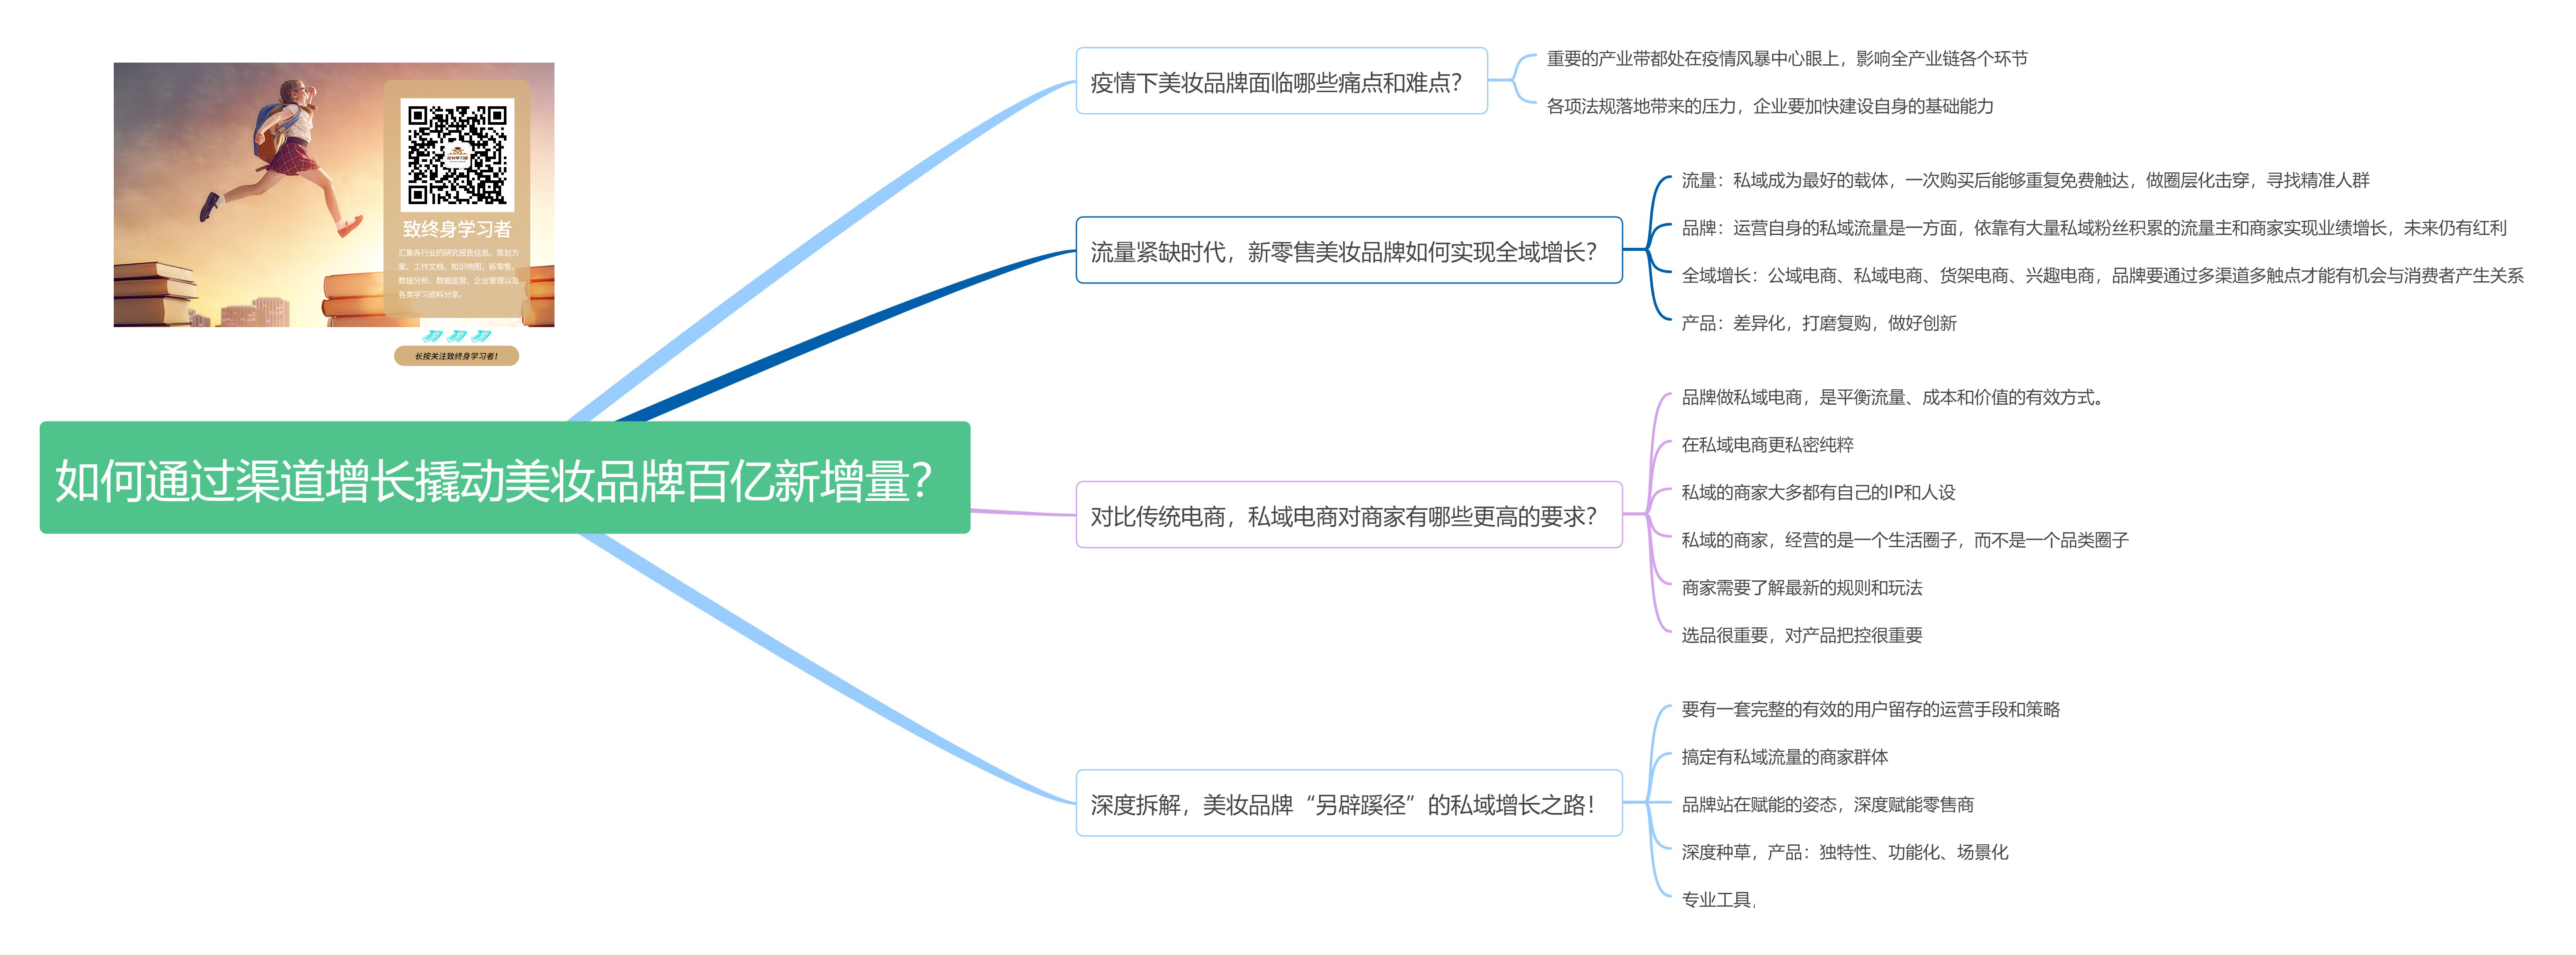 致终身学习者
汇集各行业的研究报告信息、策划方
案、工作文档、知识地图、新零售、
数据分析、数据运营、企业管理以及
各类学习资料分享。
长按关注致终身学习者！
如何通过渠道增长撬动美妆品牌百亿新增量？
疫情下美妆品牌面临哪些痛点和难点？
重要的产业带都处在疫情风暴中心眼上，影响全产业链各个环节
各项法规落地带来的压力，企业要加快建设自身的基础能力
流量紧缺时代，新零售美妆品牌如何实现全域增长？
流量：私域成为最好的载体，一次购买后能够重复免费触达，做圈层化击穿，寻找精准人群
品牌：运营自身的私域流量是一方面，依靠有大量私域粉丝积累的流量主和商家实现业绩增长，未来仍有红利
全域增长：公域电商、私域电商、货架电商、兴趣电商，品牌要通过多渠道多触点才能有机会与消费者产生关系
产品：差异化，打磨复购，做好创新
对比传统电商，私域电商对商家有哪些更高的要求？
品牌做私域电商，是平衡流量、成本和价值的有效方式。
在私域电商更私密纯粹
私域的商家大多都有自己的IP和人设
私域的商家，经营的是一个生活圈子，而不是一个品类圈子
商家需要了解最新的规则和玩法
选品很重要，对产品把控很重要
深度拆解，美妆品牌“另辟蹊径”的私域增长之路！
要有一套完整的有效的用户留存的运营手段和策略
搞定有私域流量的商家群体
品牌站在赋能的姿态，深度赋能零售商
深度种草，产品：独特性、功能化、场景化
专业工具，